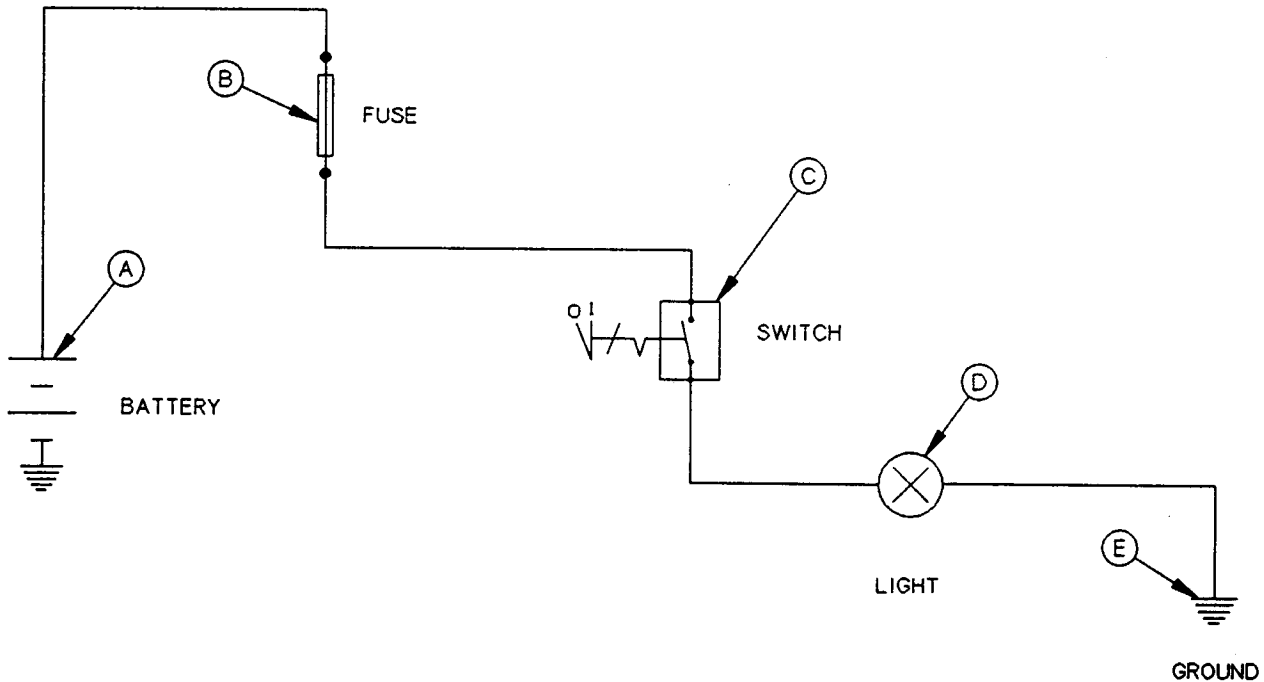 B
FUSE
C
A
O I
SWITCH
D
BATTERY
E
LIGHT
GROUND